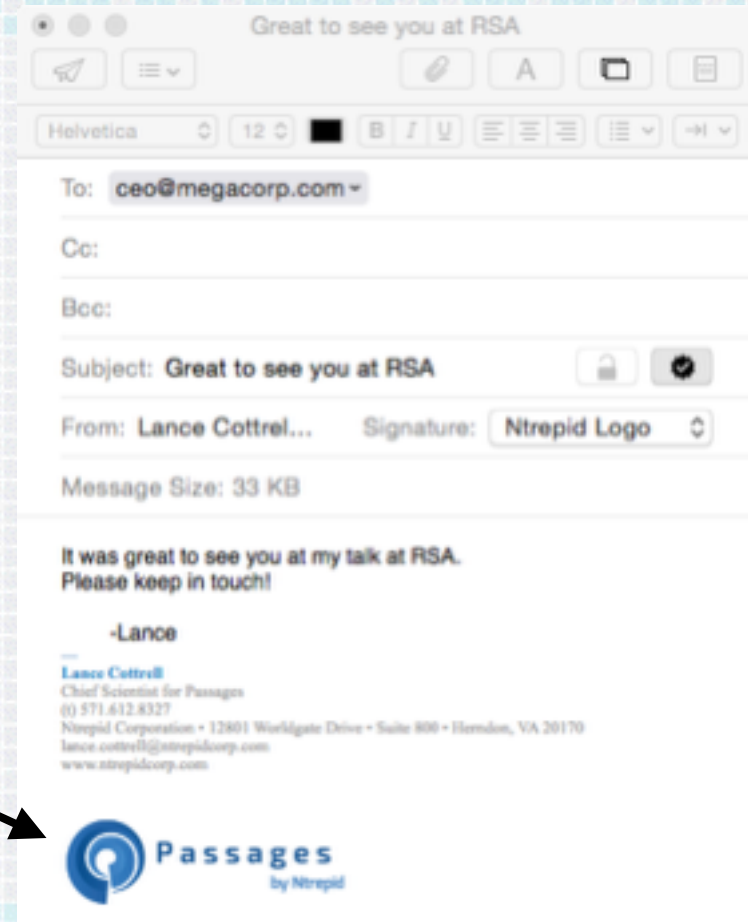 Great to see you at RSA
A
Helvetica 12 B I U
To: ceo@megacorp.com
Cc:
Bcc:
Subject: Great to see you at RSA
From: Lance Cottrel... Signature: Ntrepid Logo
Message Size: 33 KB
It was great to see you at my talk at RSA.
Please keep in touch!
-Lance
Lance Cottrell
Chief Scientist for Passages
(t) 571.612.8327
Ntrepid Corporation • 12801 Worldgate Drive • Suite 800 • Herndon, VA 20170
lance.cottrell@ntrepidcorp.com
www.ntrepidcorp.com
Passages
by Ntrepid